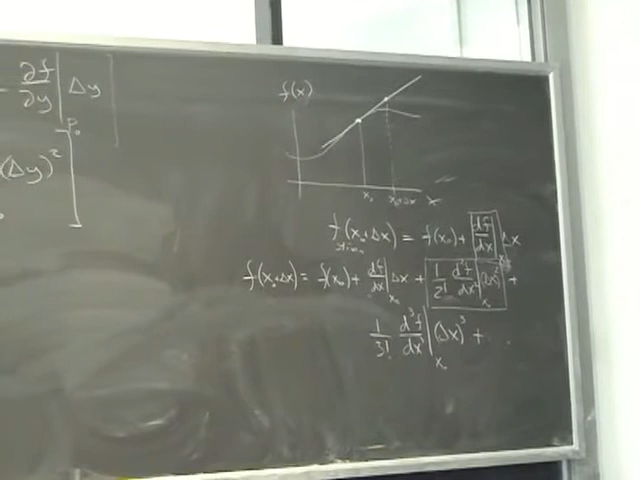 ∂f/∂y | Δy
P₀
(Δy)²
f(x)
x₀ x₀+Δx x
f(x₀+Δx) = f(x₀) + df/dx | Δx
f(x₀+Δx) = f(x₀) + df/dx |x₀ Δx + 1/2! d²f/dx² |x₀ (Δx)² +
1/3! d³f/dx³ |x₀ (Δx)³ +